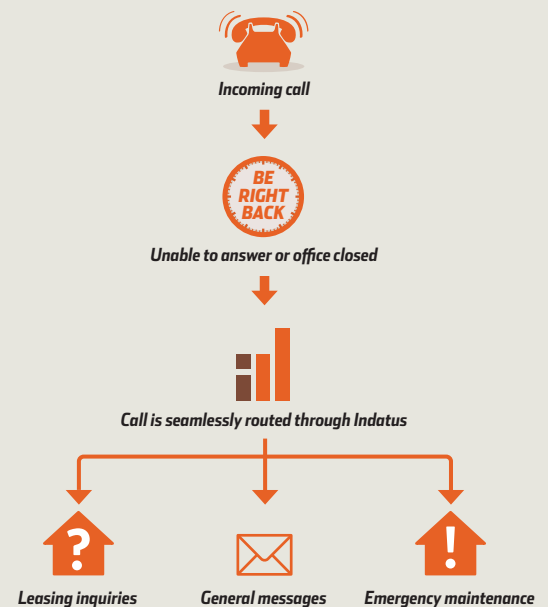 Incoming call
BE
RIGHT
BACK
Unable to answer or office closed
Call is seamlessly routed through Indatus
?
!
Leasing inquiries
General messages
Emergency maintenance